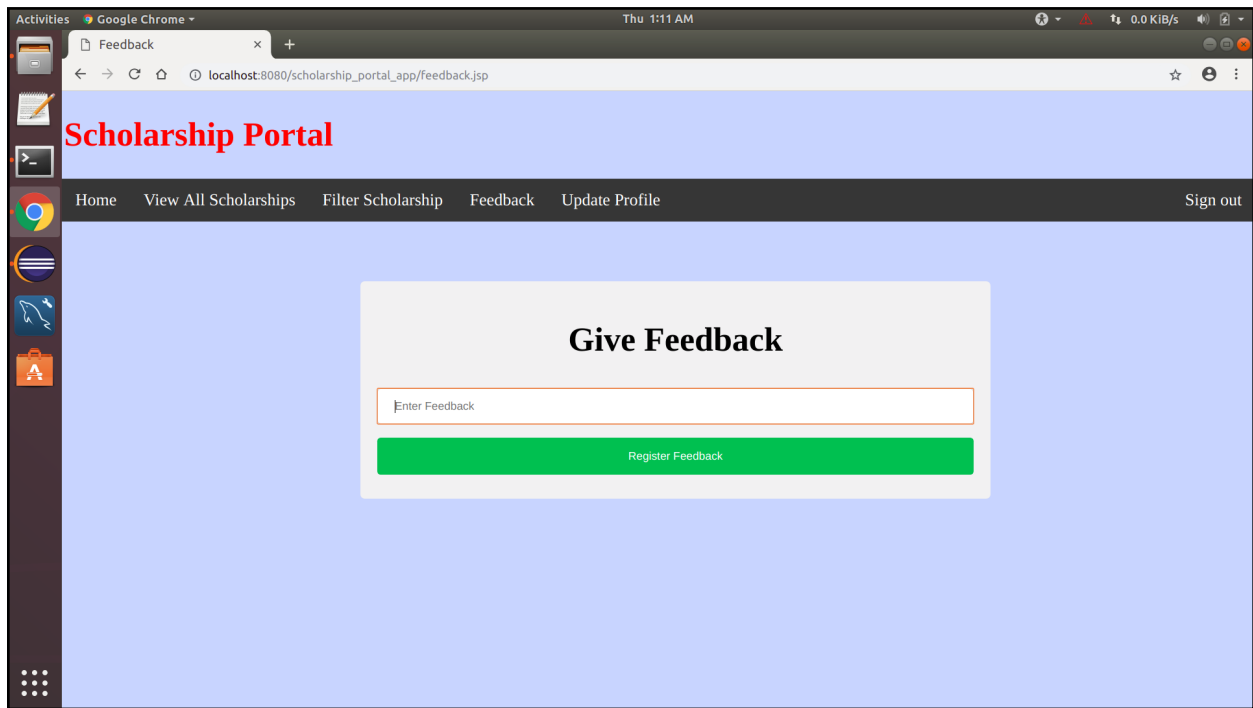 Activities Google Chrome Thu 1:11 AM 0.0 KiB/s
Feedback
localhost:8080/scholarship_portal_app/feedback.jsp
Scholarship Portal
Home View All Scholarships Filter Scholarship Feedback Update Profile Sign out
Give Feedback
Enter Feedback
Register Feedback